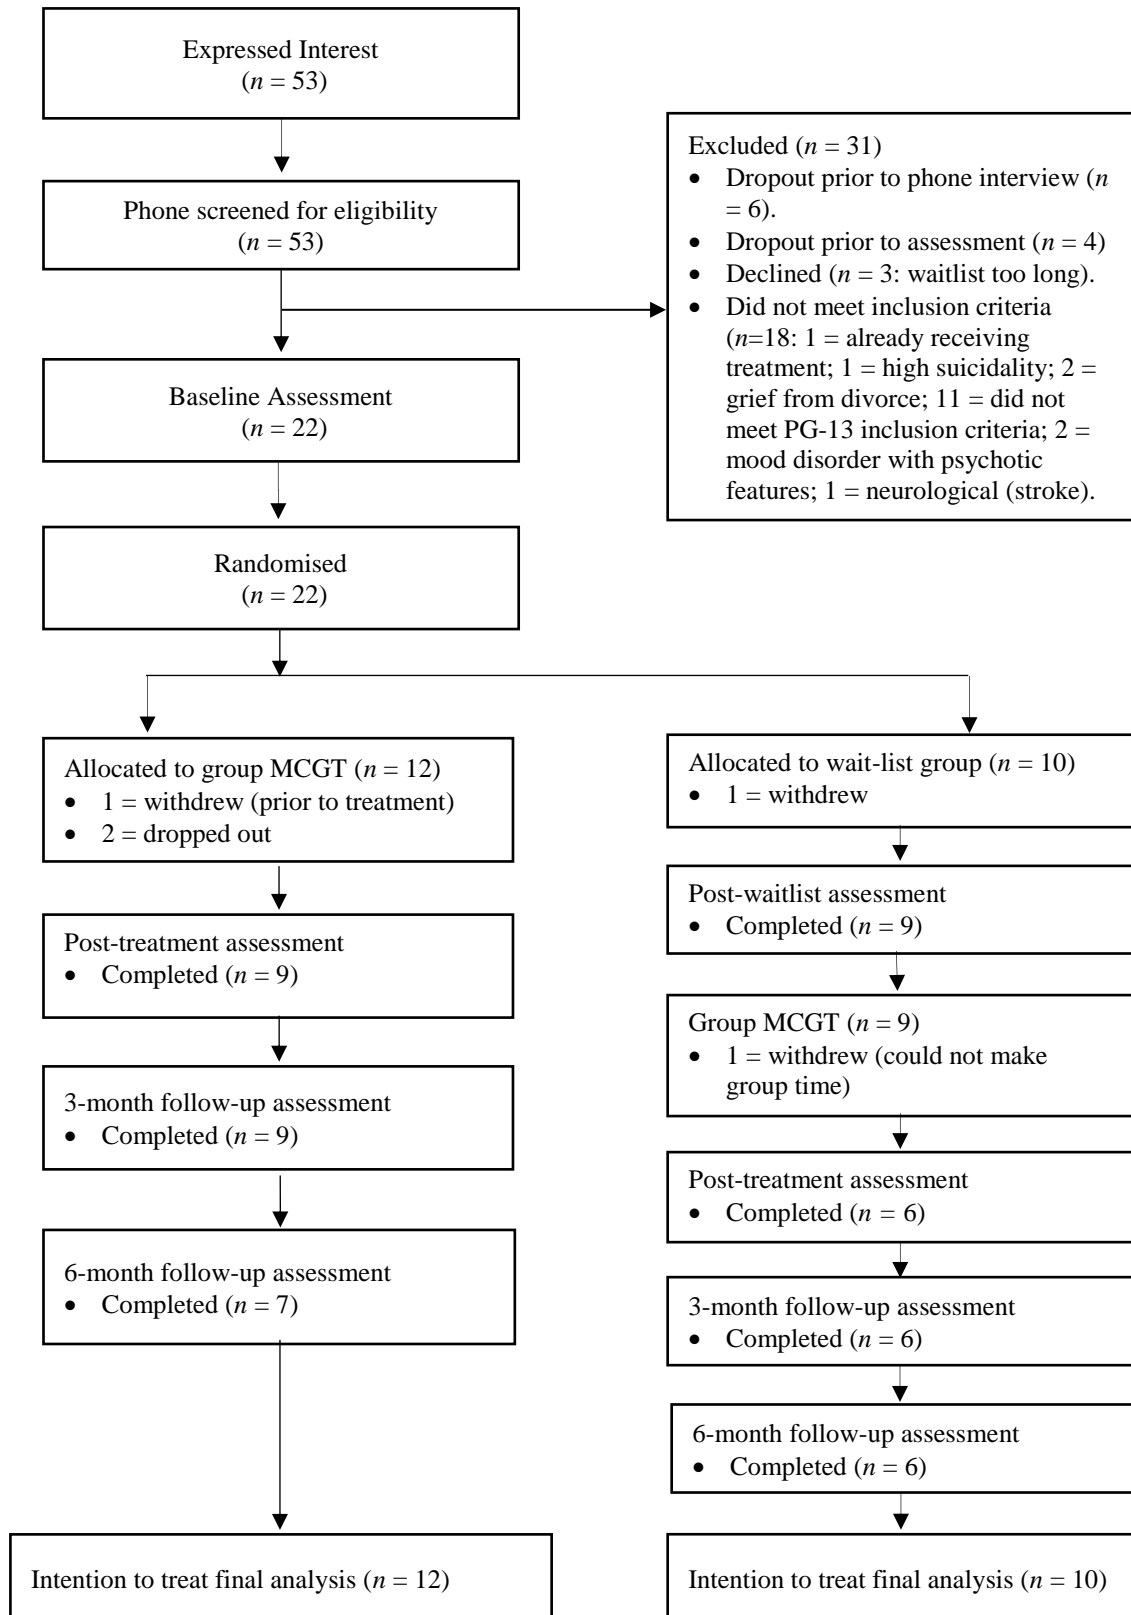 Expressed Interest
(n = 53)
Phone screened for eligibility
(n = 53)
Excluded (n = 31)
• Dropout prior to phone interview (n
= 6).
• Dropout prior to assessment (n = 4)
• Declined (n = 3: waitlist too long).
• Did not meet inclusion criteria
(n=18: 1 = already receiving
treatment; 1 = high suicidality; 2 =
grief from divorce; 11 = did not
meet PG-13 inclusion criteria; 2 =
mood disorder with psychotic
features; 1 = neurological (stroke).
Baseline Assessment
(n = 22)
Randomised
(n = 22)
Allocated to group MCGT (n = 12)
• 1 = withdrew (prior to treatment)
• 2 = dropped out
Post-treatment assessment
• Completed (n = 9)
3-month follow-up assessment
• Completed (n = 9)
6-month follow-up assessment
• Completed (n = 7)
Intention to treat final analysis (n = 12)
Allocated to wait-list group (n = 10)
• 1 = withdrew
Post-waitlist assessment
• Completed (n = 9)
Group MCGT (n = 9)
• 1 = withdrew (could not make
group time)
Post-treatment assessment
• Completed (n = 6)
3-month follow-up assessment
• Completed (n = 6)
6-month follow-up assessment
• Completed (n = 6)
Intention to treat final analysis (n = 10)